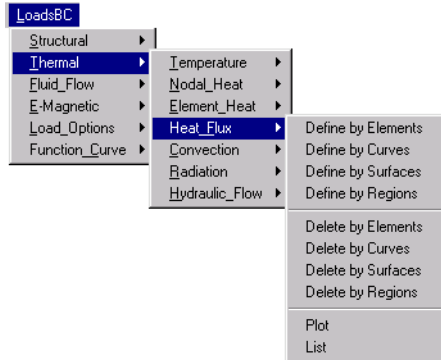 LoadsBC
Structural
Thermal
Fluid_Flow
E-Magnetic
Load_Options
Function_Curve
Temperature
Nodal_Heat
Element_Heat
Heat_Flux
Convection
Radiation
Hydraulic_Flow
Define by Elements
Define by Curves
Define by Surfaces
Define by Regions
Delete by Elements
Delete by Curves
Delete by Surfaces
Delete by Regions
Plot
List